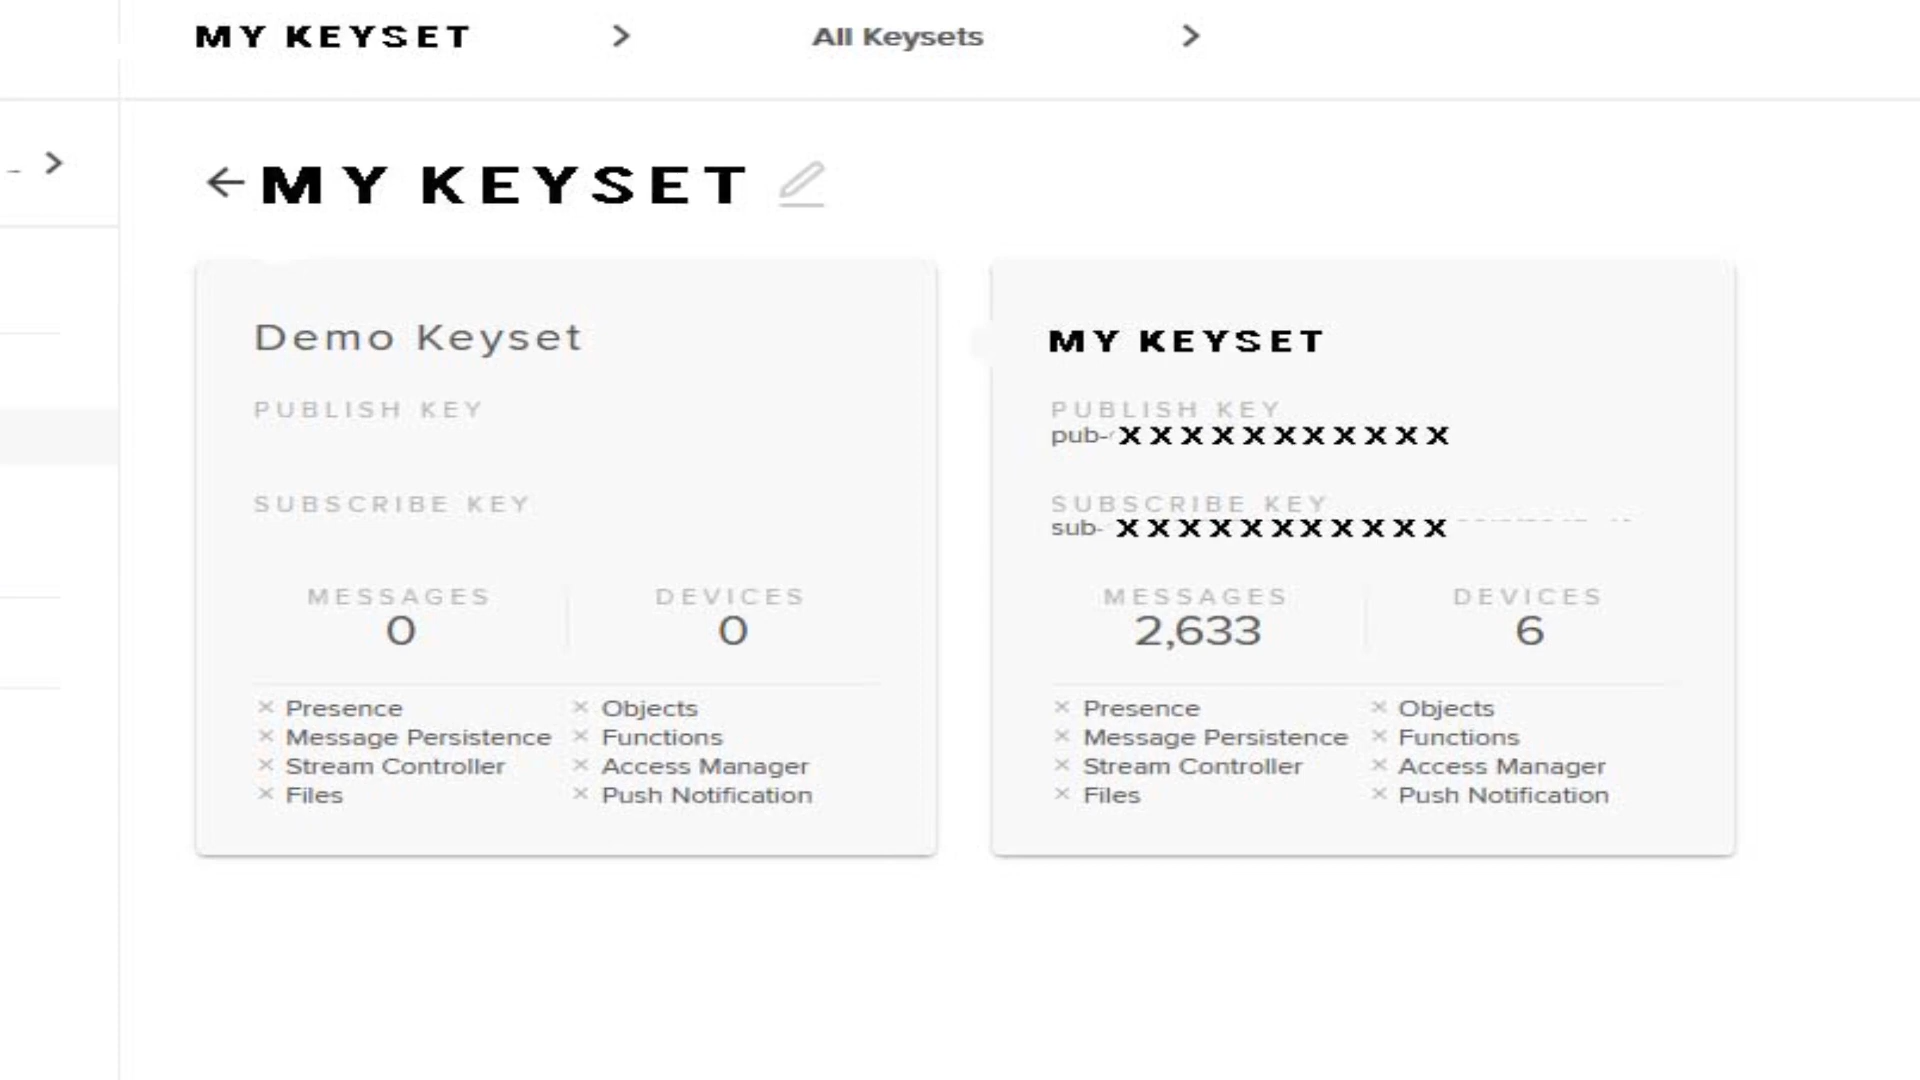 MY KEYSET > All Keysets >
MY KEYSET
Demo Keyset
PUBLISH KEY
SUBSCRIBE KEY
MESSAGES DEVICES
0 0
× Presence × Objects
× Message Persistence × Functions
× Stream Controller × Access Manager
× Files × Push Notification
MY KEYSET
PUBLISH KEY
pub-XXXXXXXXXXX
SUBSCRIBE KEY
sub-XXXXXXXXXXX
MESSAGES DEVICES
2,633 6
× Presence × Objects
× Message Persistence × Functions
× Stream Controller × Access Manager
× Files × Push Notification